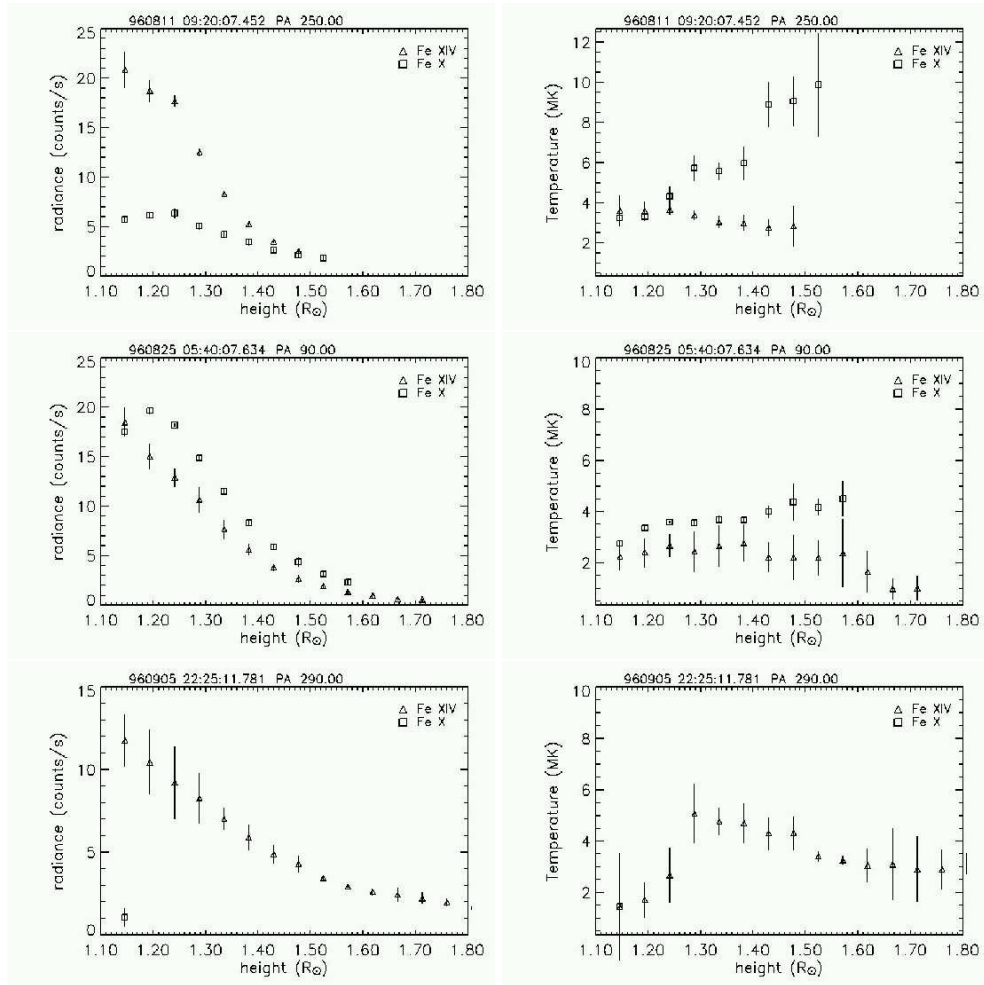 960811 09:20:07.452 PA 250.00
25
20
15
10
5
0
radiance (counts/s)
△ Fe XIV
□ Fe X
1.10 1.20 1.30 1.40 1.50 1.60 1.70 1.80
height (R☉)
960811 09:20:07.452 PA 250.00
12
10
8
6
4
2
Temperature (MK)
△ Fe XIV
□ Fe X
1.10 1.20 1.30 1.40 1.50 1.60 1.70 1.80
height (R☉)
960825 05:40:07.634 PA 90.00
25
20
15
10
5
0
radiance (counts/s)
△ Fe XIV
□ Fe X
1.10 1.20 1.30 1.40 1.50 1.60 1.70 1.80
height (R☉)
960825 05:40:07.634 PA 90.00
10
8
6
4
2
Temperature (MK)
△ Fe XIV
□ Fe X
1.10 1.20 1.30 1.40 1.50 1.60 1.70 1.80
height (R☉)
960905 22:25:11.781 PA 290.00
15
10
5
0
radiance (counts/s)
△ Fe XIV
□ Fe X
1.10 1.20 1.30 1.40 1.50 1.60 1.70 1.80
height (R☉)
960905 22:25:11.781 PA 290.00
10
8
6
4
2
Temperature (MK)
△ Fe XIV
□ Fe X
1.10 1.20 1.30 1.40 1.50 1.60 1.70 1.80
height (R☉)